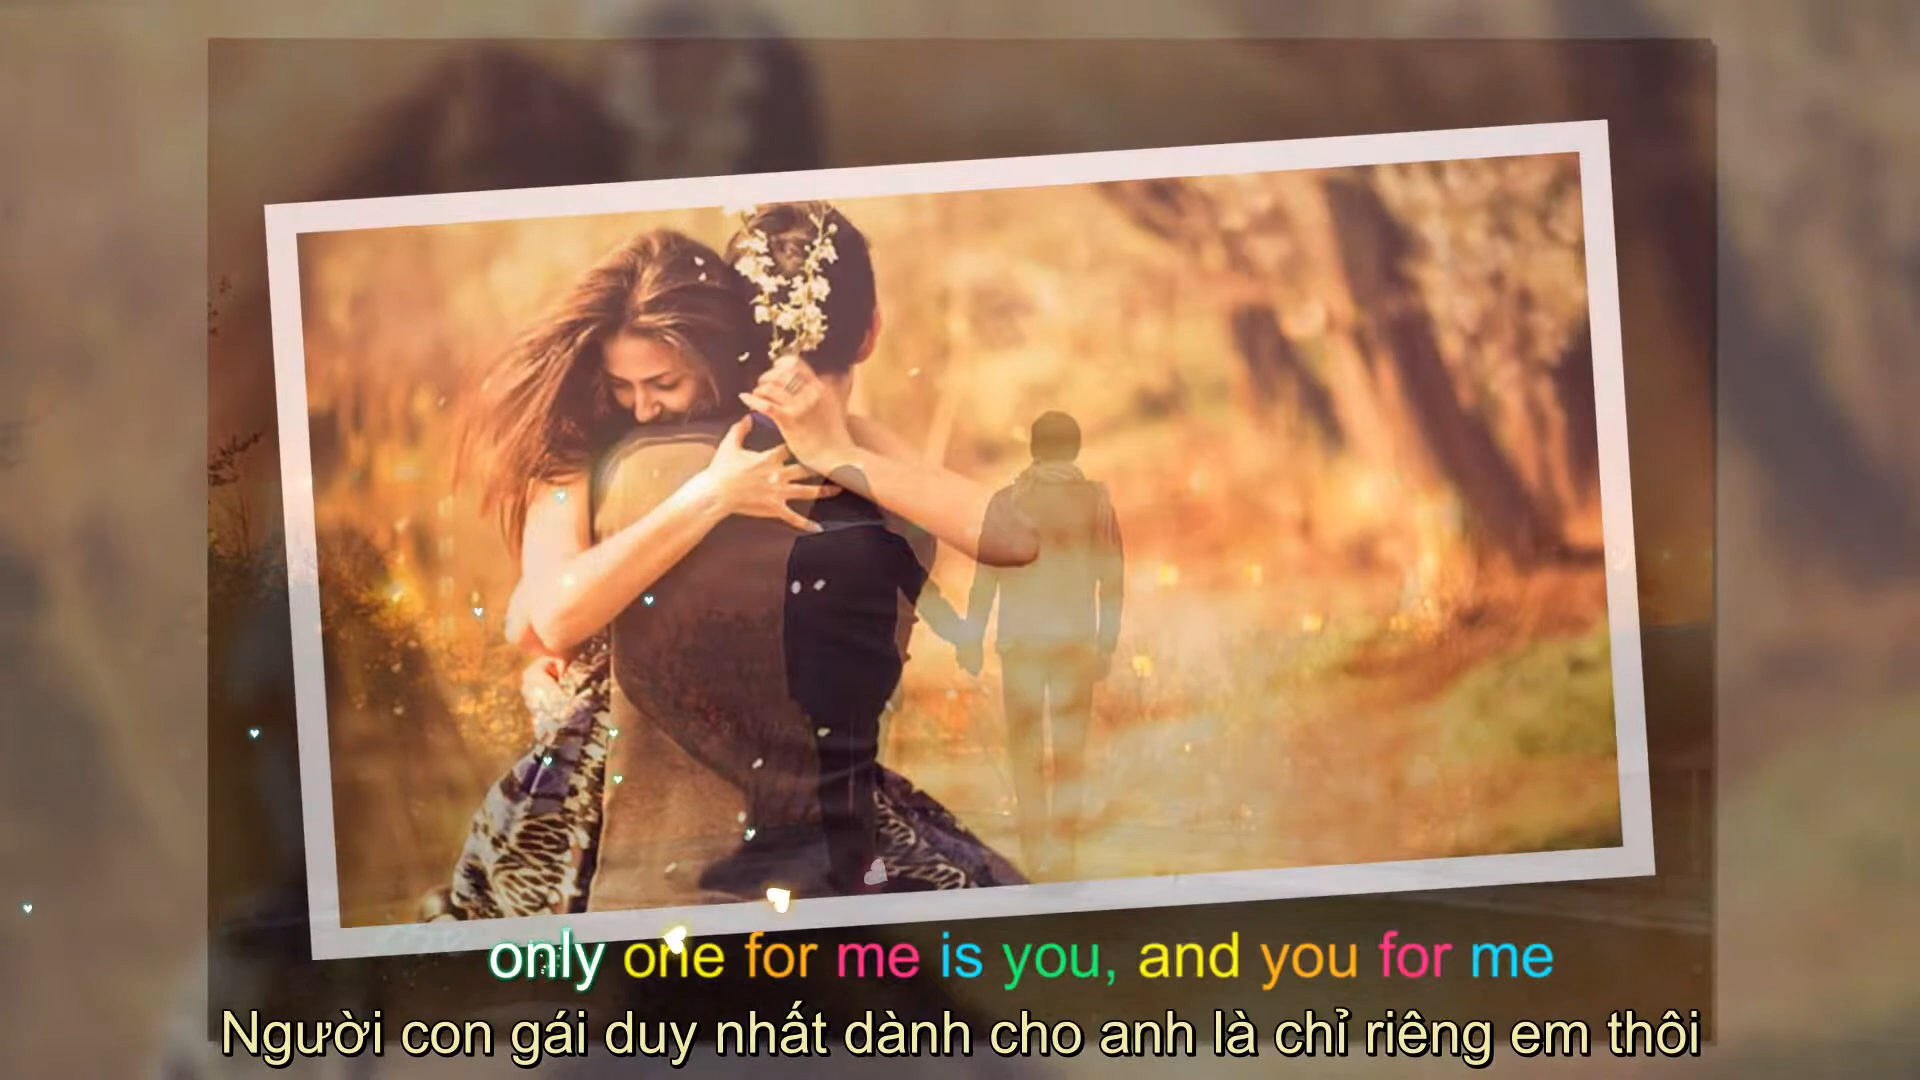 only one for me is you, and you for me
Người con gái duy nhất dành cho anh là chỉ riêng em thôi